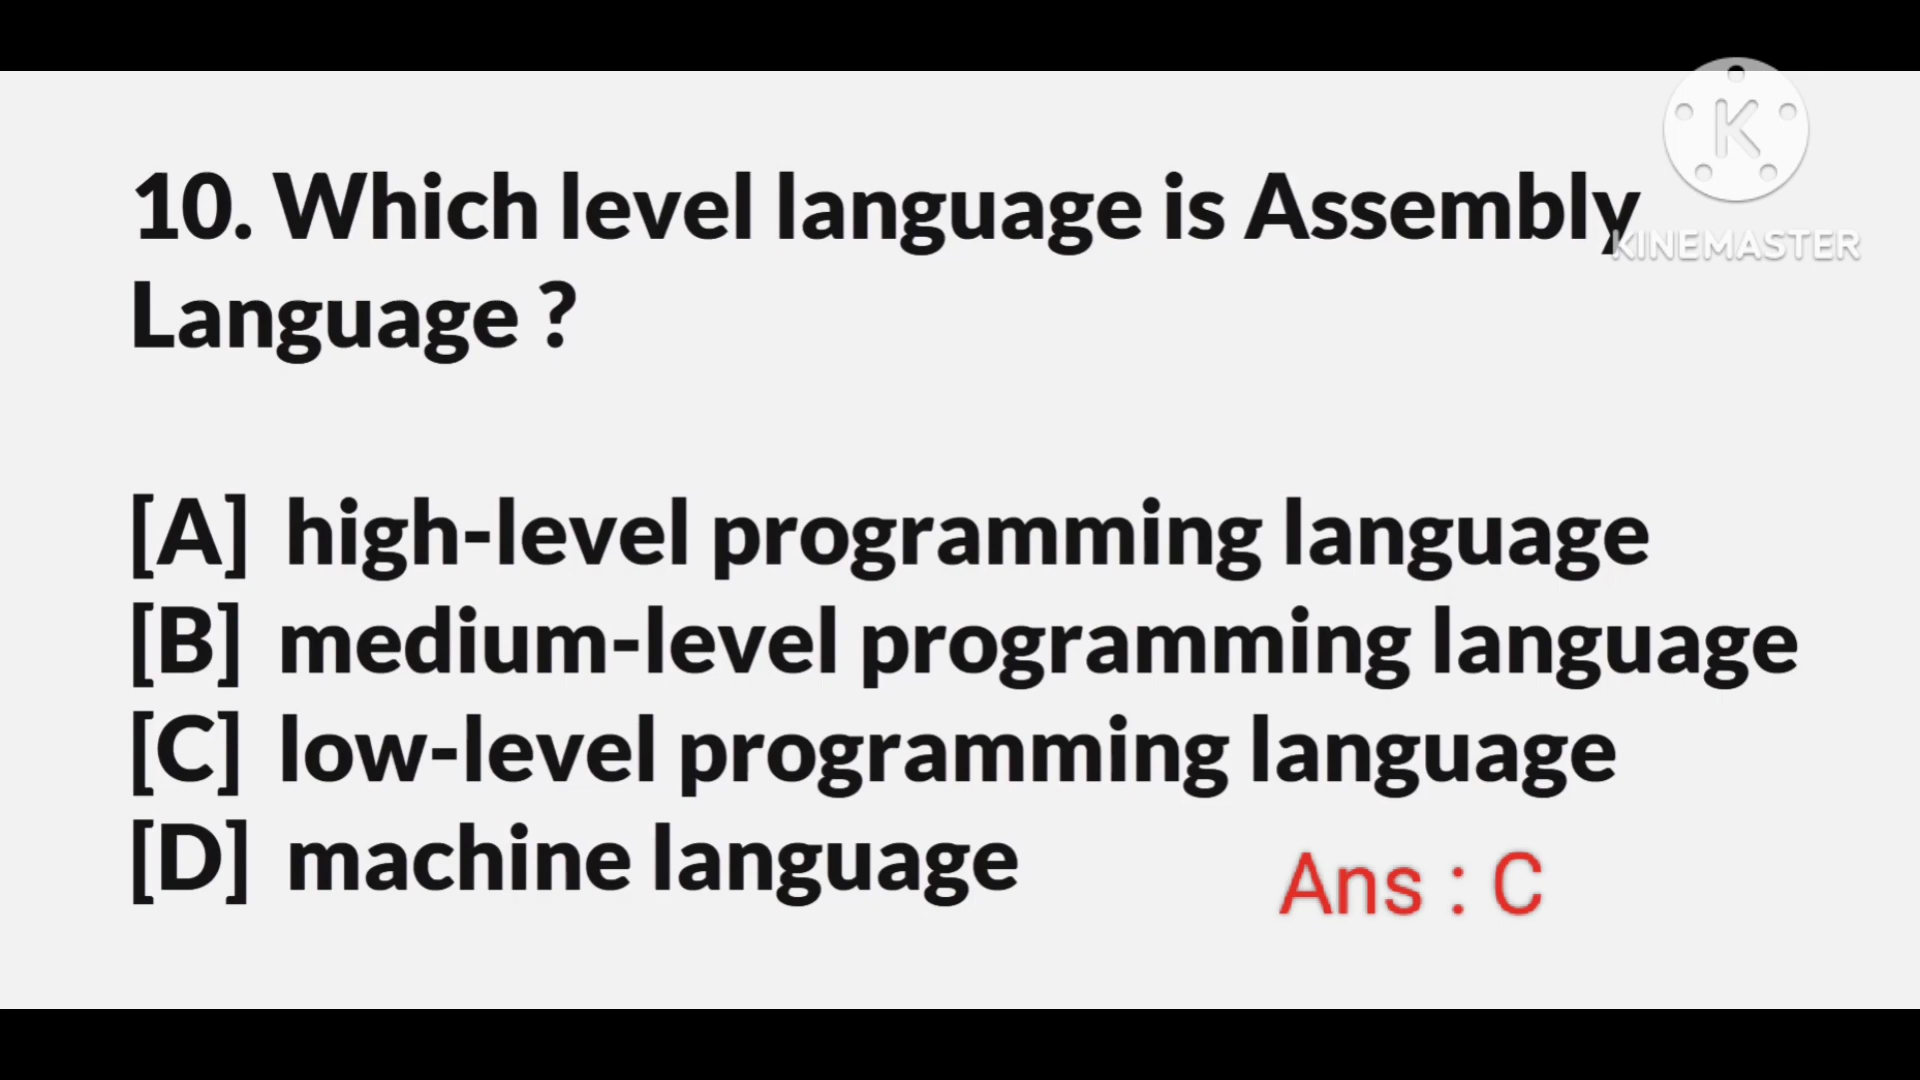 10. Which level language is Assembly
Language ?
[A] high-level programming language
[B] medium-level programming language
[C] low-level programming language
[D] machine language
Ans : C
K
KINEMASTER